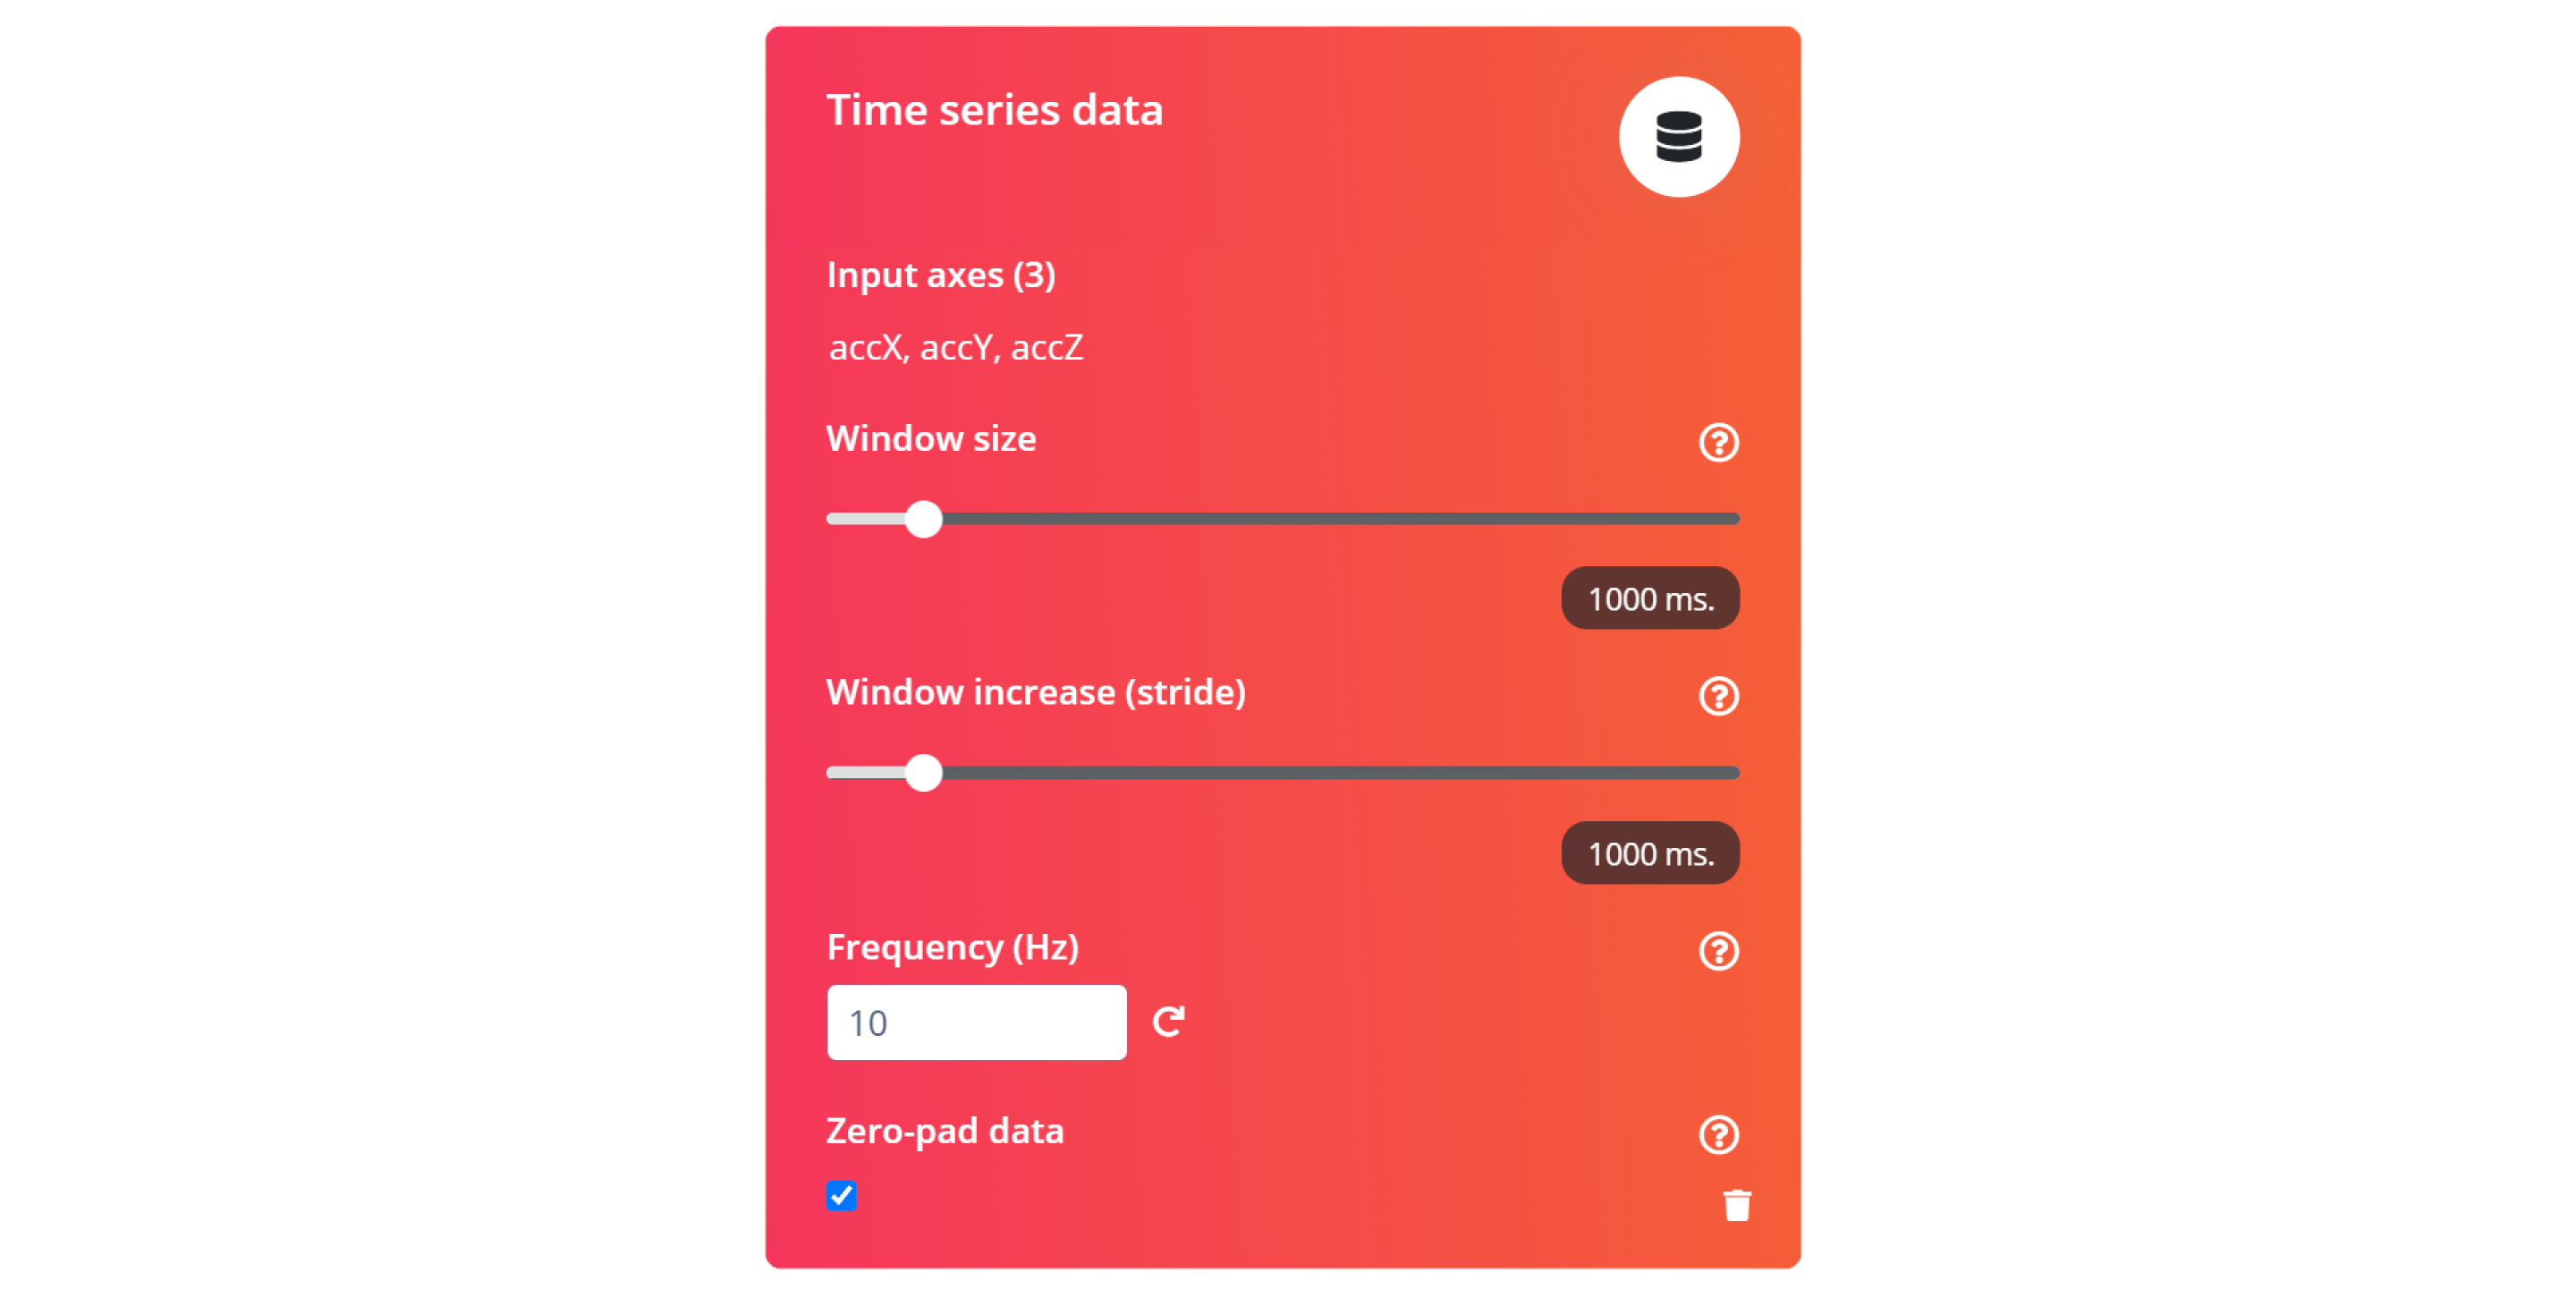 Time series data
Input axes (3)
accX, accY, accZ
Window size
1000 ms.
Window increase (stride)
1000 ms.
Frequency (Hz)
10
Zero-pad data